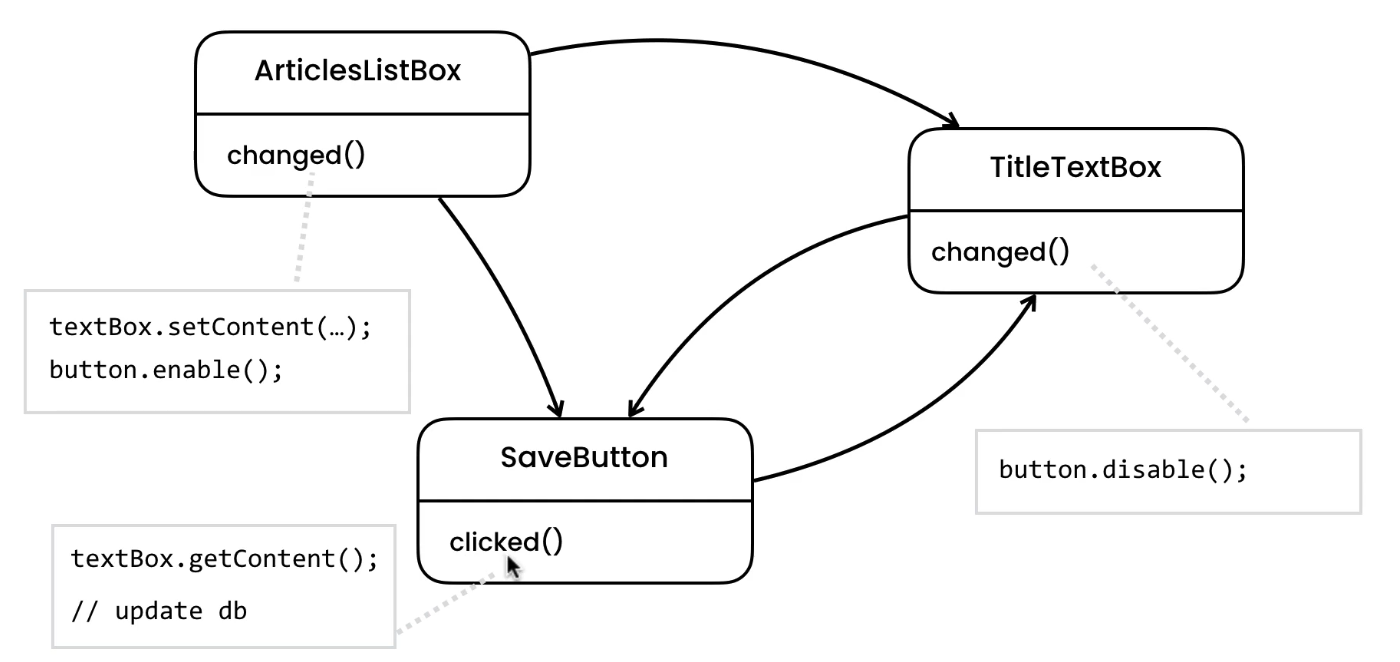 ArticlesListBox
changed()
TitleTextBox
changed()
textBox.setContent(…);
button.enable();
SaveButton
clicked()
button.disable();
textBox.getContent();
// update db